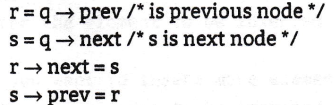 r = q → prev /* is previous node */
s = q → next /* s is next node */
r → next = s
s → prev = r